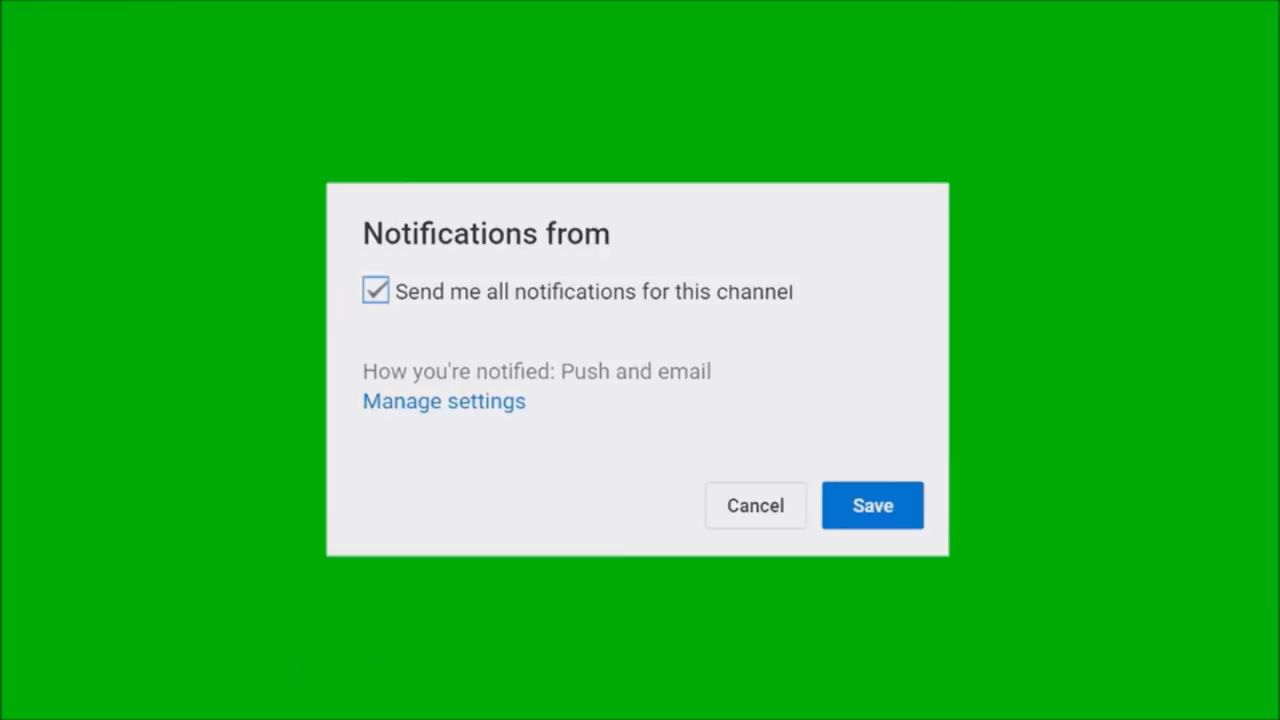 Notifications from
Send me all notifications for this channel
How you're notified: Push and email
Manage settings
Cancel Save